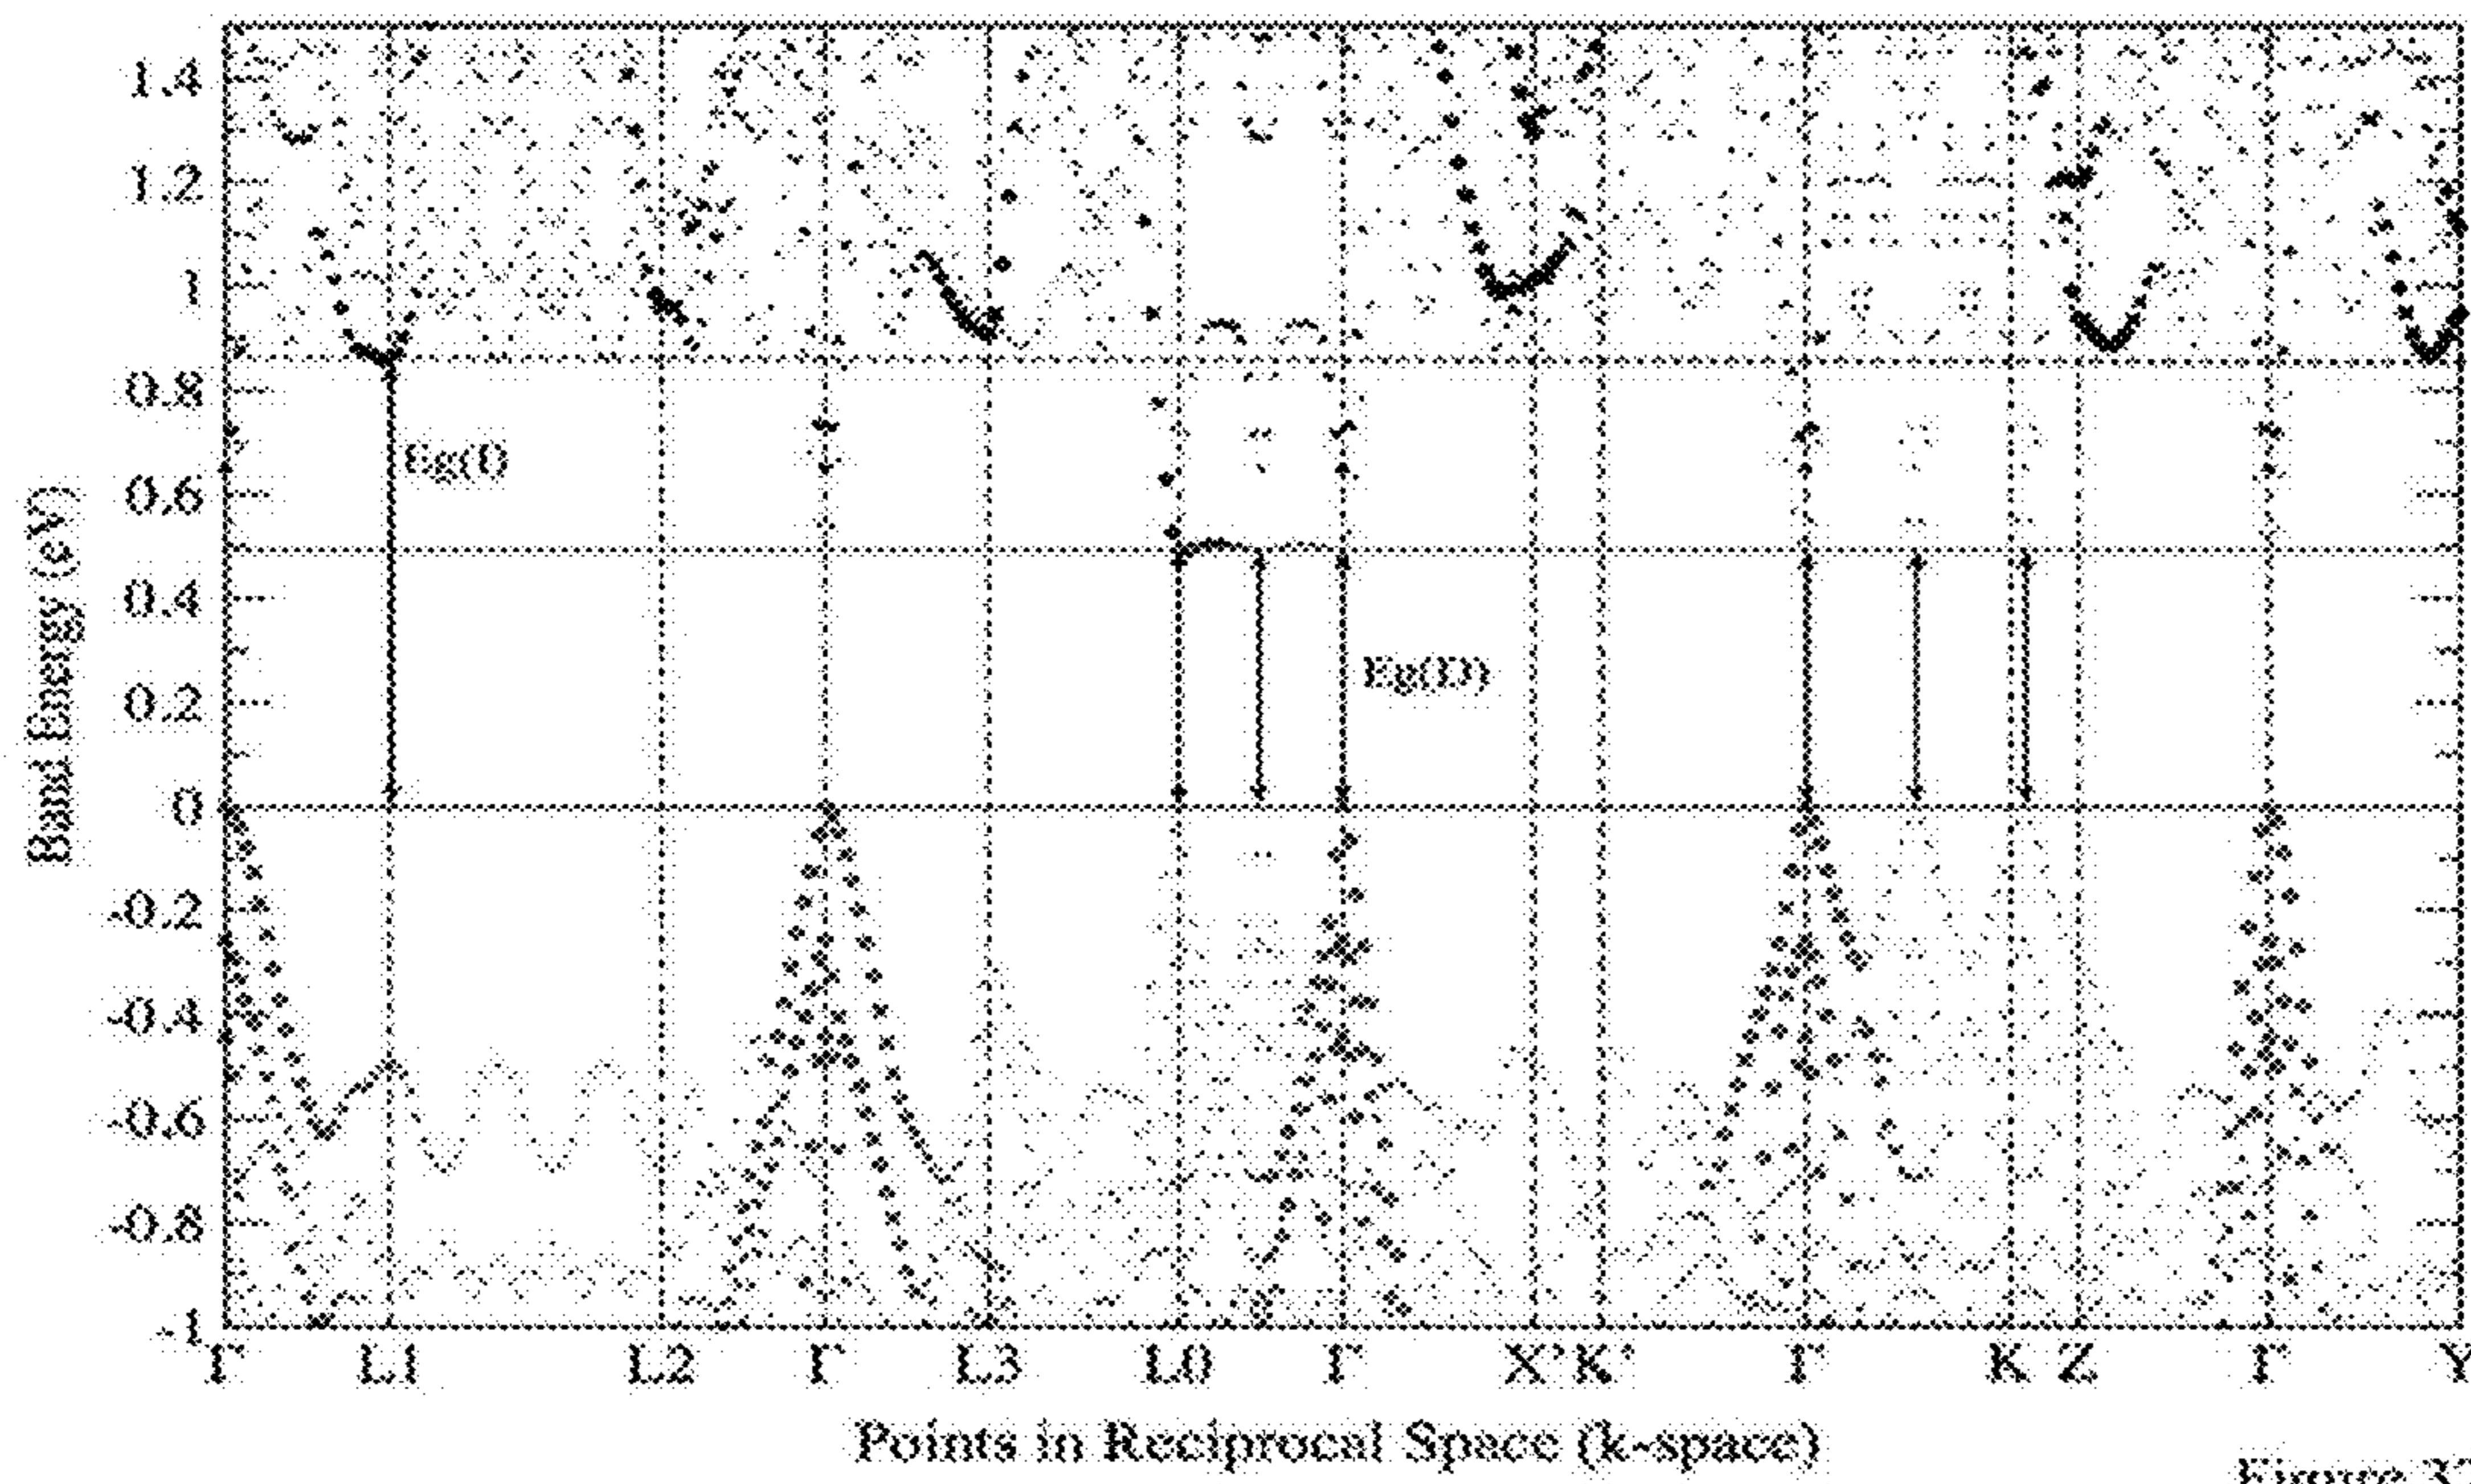 1.4
1.2
1
0.8
0.6
0.4
0.2
0
-0.2
-0.4
-0.6
-0.8
-1
Band Energy (eV)
Eg(I)
Eg(D)
Γ L1 L2 Γ L3 L0 Γ X' K' Γ K Z Γ Y
Points in Reciprocal Space (k-space)
Figure